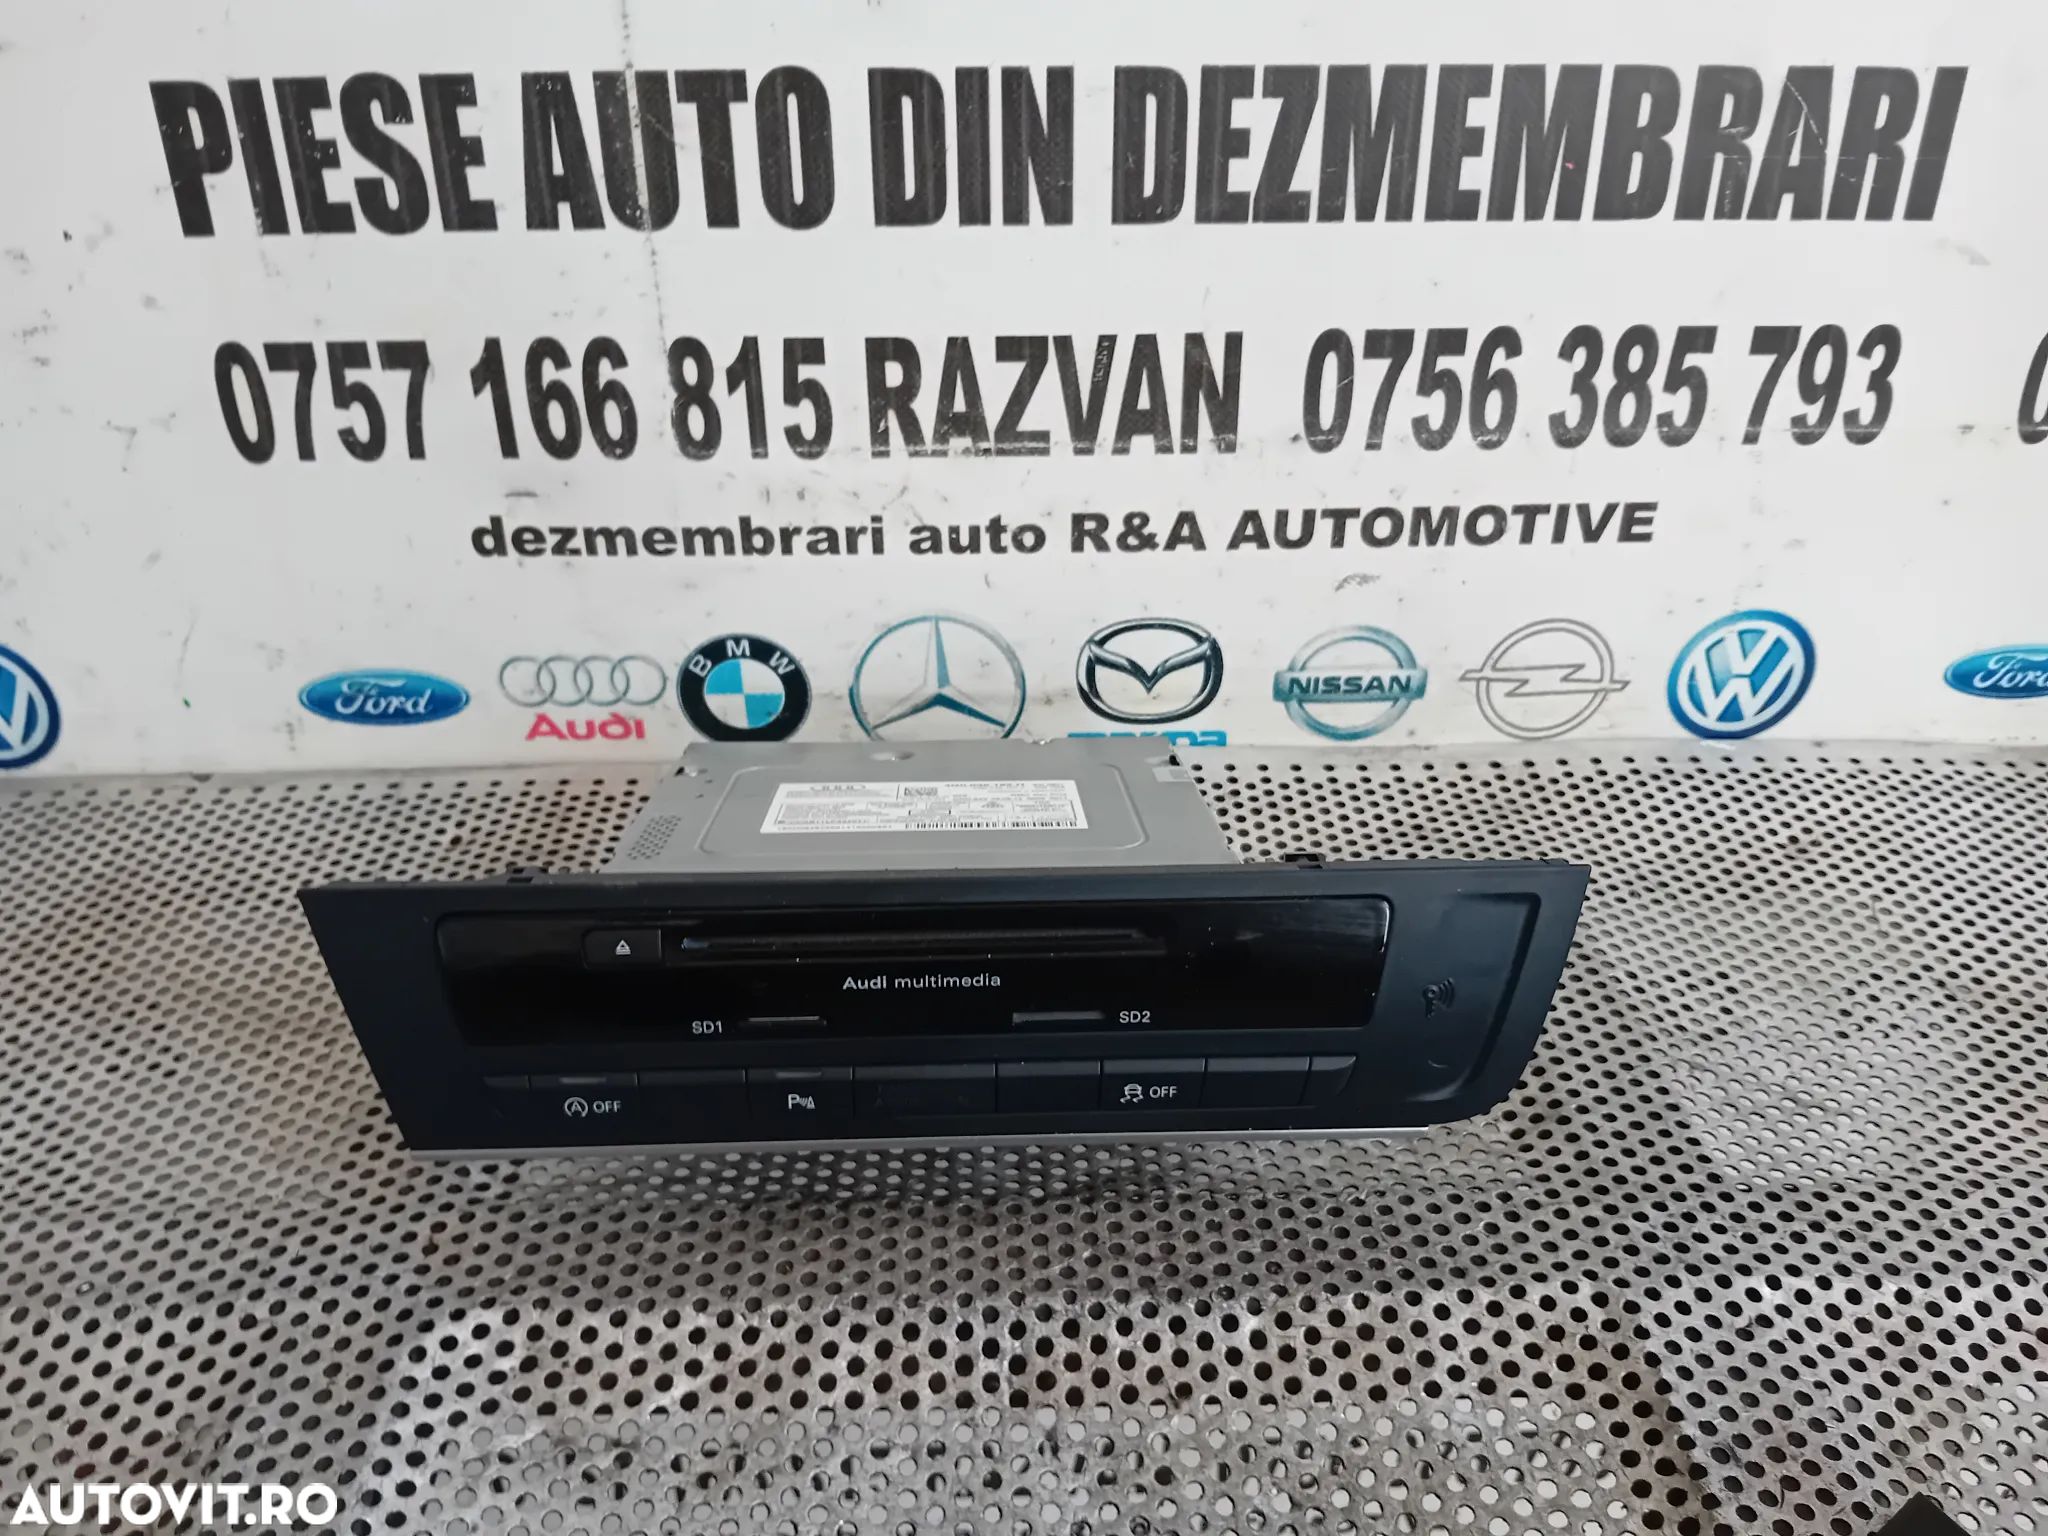 PIESE AUTO DIN DEZMEMBRARI
0757 166 815 RAZVAN 0756 385 793 0
dezmembrari auto R&A AUTOMOTIVE
Ford Audi BMW NISSAN Ford
Audi multimedia
SD1 SD2
A OFF P OFF
AUTOVIT.RO